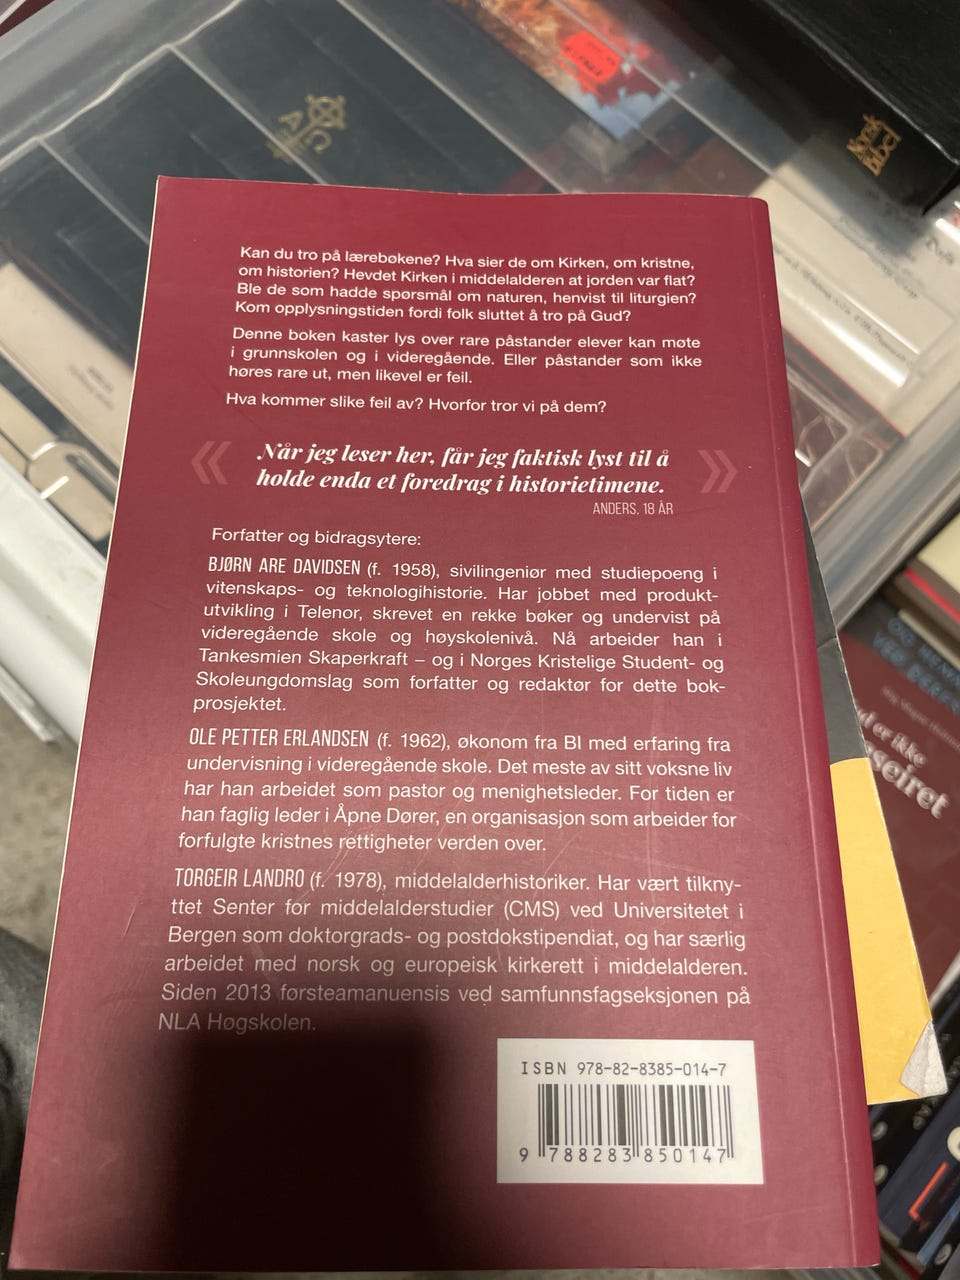 Norsk
Bibel
Kan du tro på lærebøkene? Hva sier de om Kirken, om kristne,
om historien? Hevdet Kirken i middelalderen at jorden var flat?
Ble de som hadde spørsmål om naturen, henvist til liturgien?
Kom opplysningstiden fordi folk sluttet å tro på Gud?
Denne boken kaster lys over rare påstander elever kan møte
i grunnskolen og i videregående. Eller påstander som ikke
høres rare ut, men likevel er feil.
Hva kommer slike feil av? Hvorfor tror vi på dem?
« Når jeg leser her, får jeg faktisk lyst til å »
holde enda et foredrag i historietimene.
ANDERS, 18 ÅR
Forfatter og bidragsytere:
BJØRN ARE DAVIDSEN (f. 1958), sivilingeniør med studiepoeng i
vitenskaps- og teknologihistorie. Har jobbet med produkt-
utvikling i Telenor, skrevet en rekke bøker og undervist på
videregående skole og høyskolenivå. Nå arbeider han i
Tankesmien Skaperkraft – og i Norges Kristelige Student- og
Skoleungdomslag som forfatter og redaktør for dette bok-
prosjektet.
OLE PETTER ERLANDSEN (f. 1962), økonom fra BI med erfaring fra
undervisning i videregående skole. Det meste av sitt voksne liv
har han arbeidet som pastor og menighetsleder. For tiden er
han faglig leder i Åpne Dører, en organisasjon som arbeider for
forfulgte kristnes rettigheter verden over.
TORGEIR LANDRO (f. 1978), middelalderhistoriker. Har vært tilkny-
ttet Senter for middelalderstudier (CMS) ved Universitetet i
Bergen som doktorgrads- og postdokstipendiat, og har særlig
arbeidet med norsk og europeisk kirkerett i middelalderen.
Siden 2013 førsteamanuensis ved samfunnsfagseksjonen på
NLA Høgskolen.
ISBN 978-82-8385-014-7
9 788283 850147
er ikke